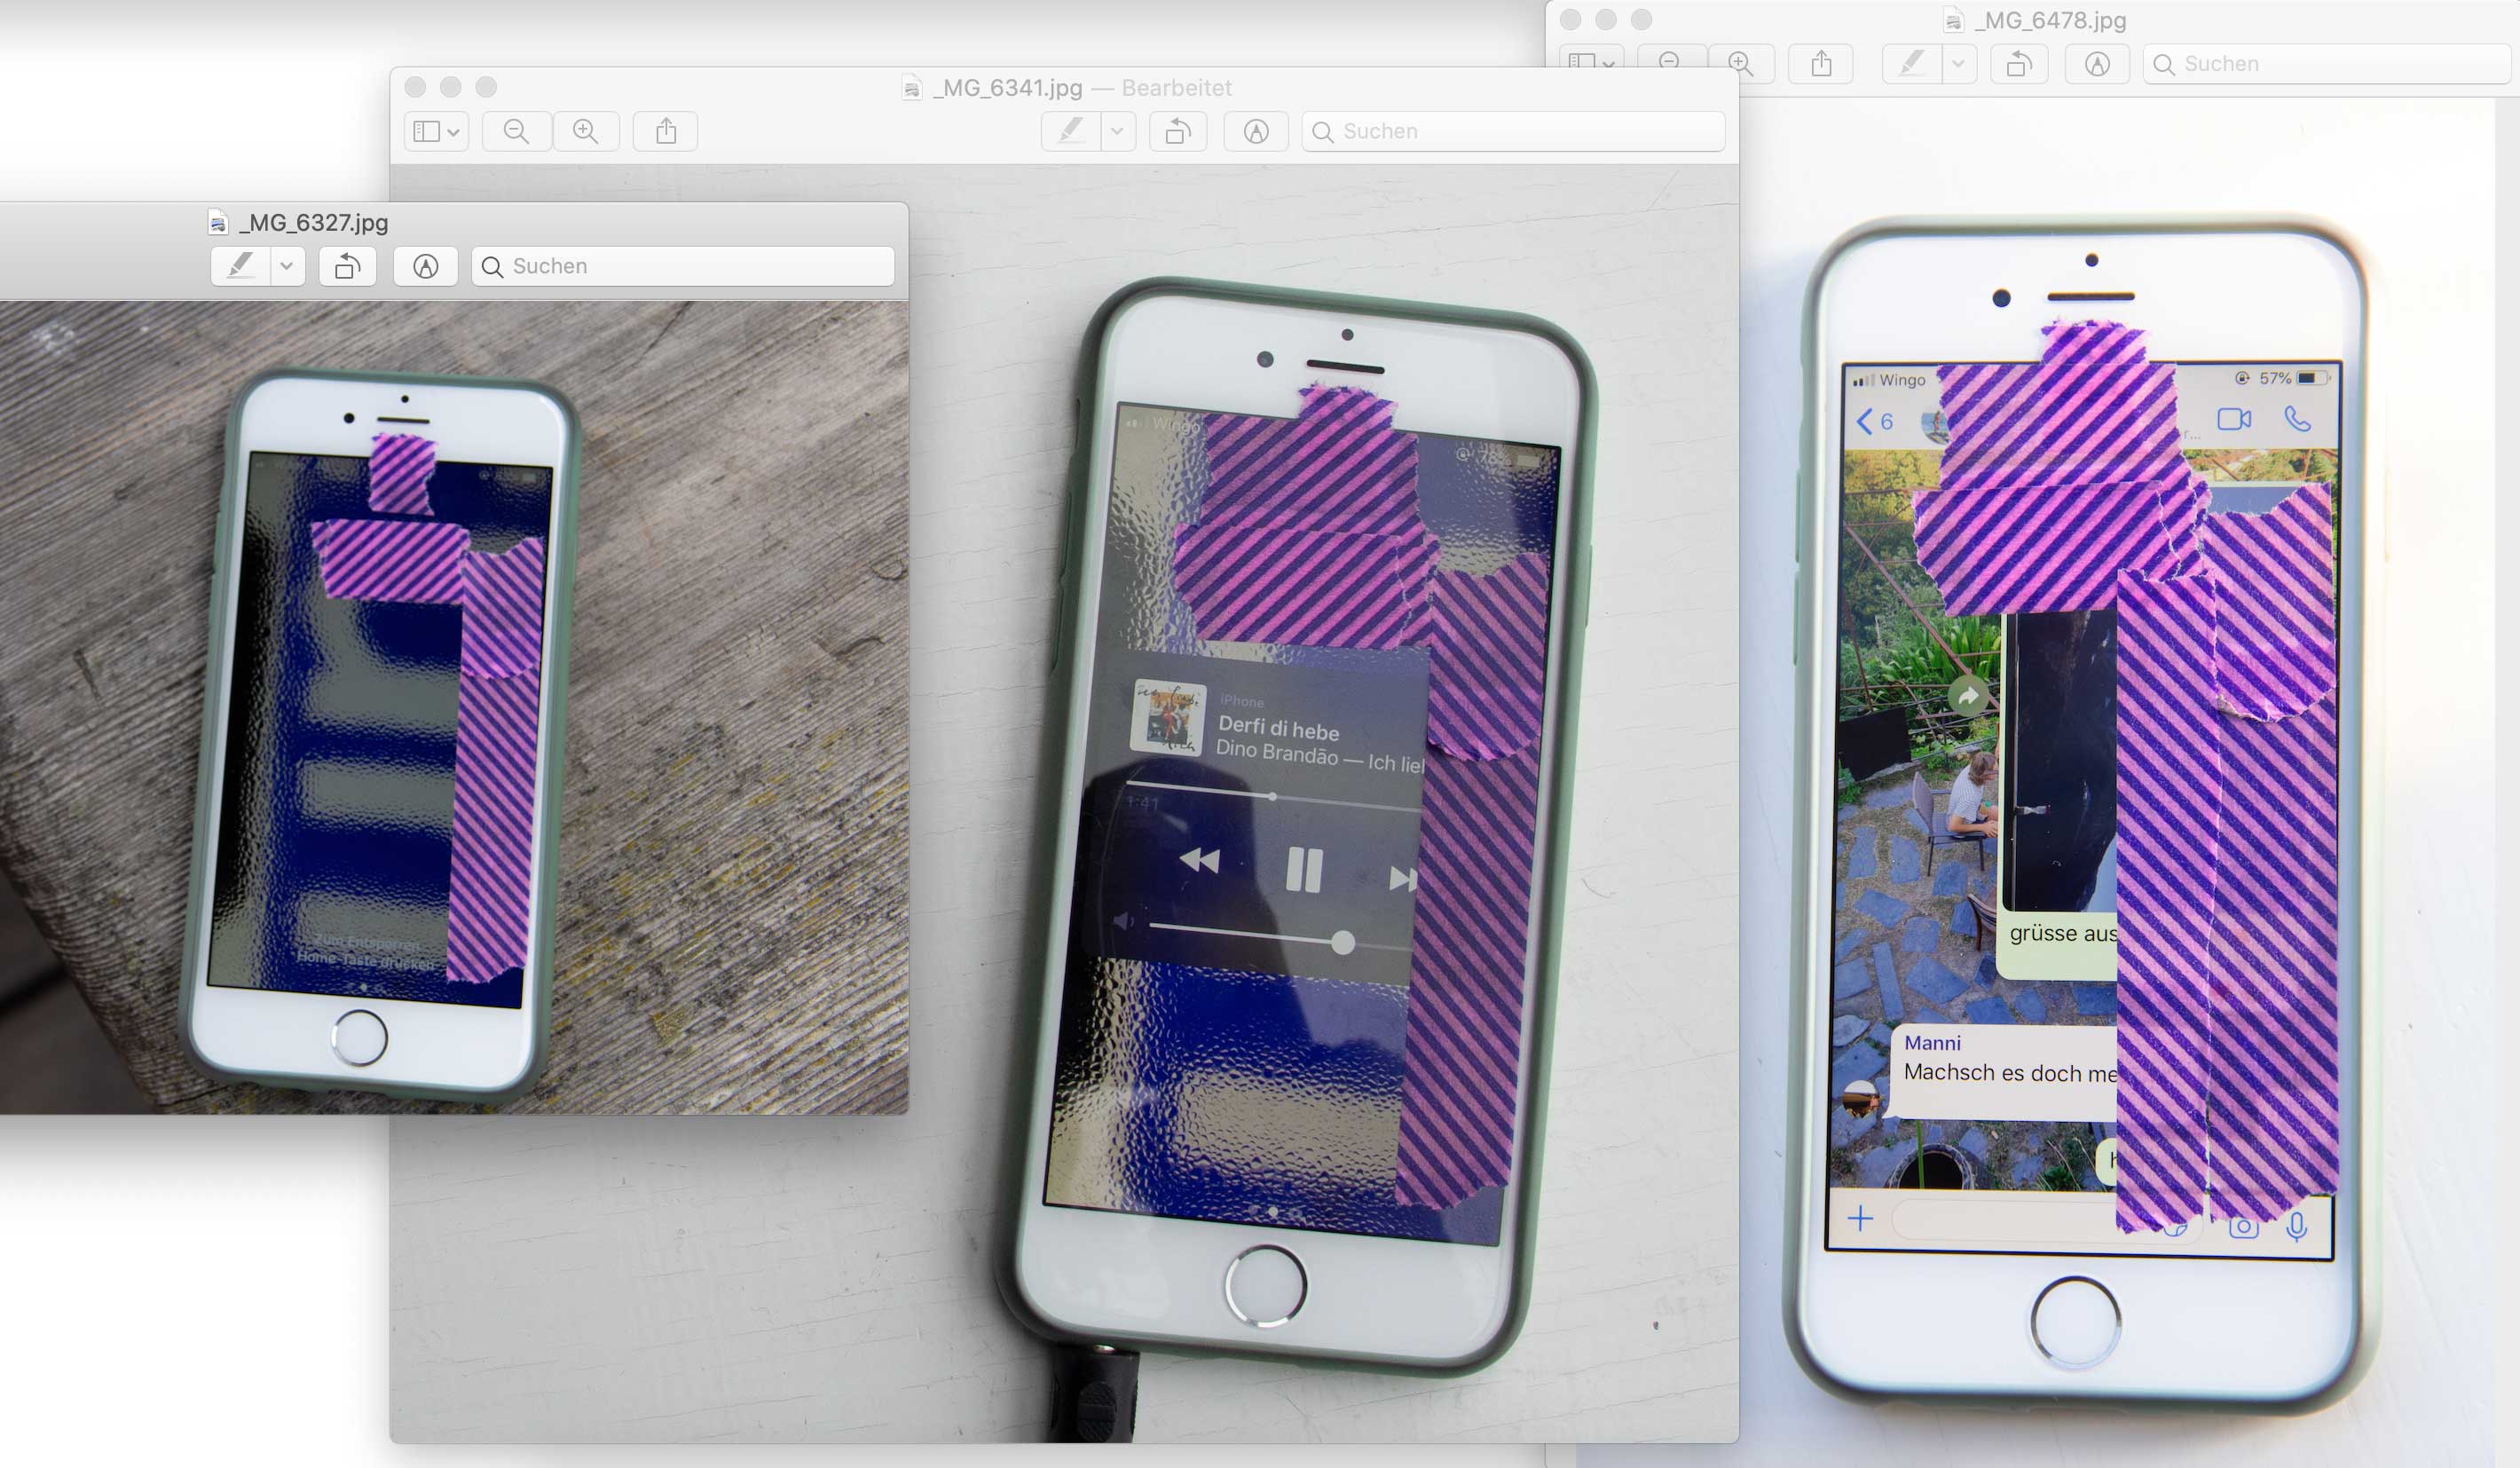 _MG_6478.jpg
Suchen
_MG_6341.jpg — Bearbeitet
Suchen
_MG_6327.jpg
Suchen
Zum Entsperren
Home-Taste drücken
Wingo
iPhone
Derfi di hebe
Dino Brandão — Ich lie
1:41
Wingo
57%
6
grüsse aus
Manni
Machsch es doch me